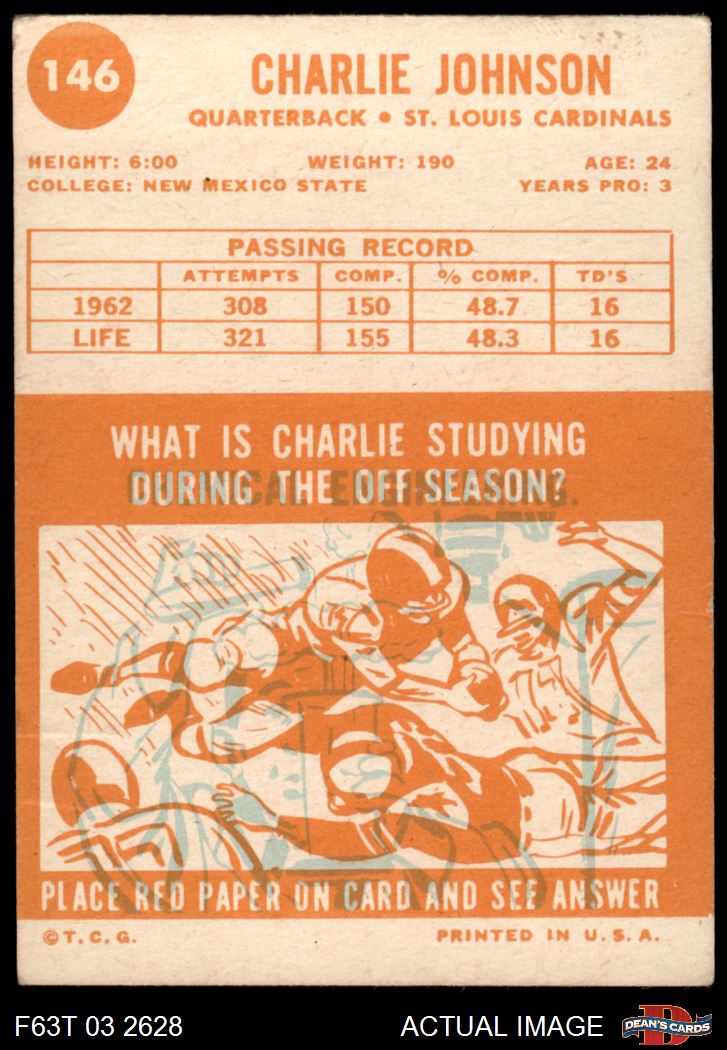 146
CHARLIE JOHNSON
QUARTERBACK • ST. LOUIS CARDINALS
HEIGHT: 6:00 WEIGHT: 190 AGE: 24
COLLEGE: NEW MEXICO STATE YEARS PRO: 3
PASSING RECORD
ATTEMPTS COMP. % COMP. TD'S
1962 308 150 48.7 16
LIFE 321 155 48.3 16
WHAT IS CHARLIE STUDYING
DURING THE OFF SEASON?
CHEMICAL ENGINEERING.
PLACE RED PAPER ON CARD AND SEE ANSWER
© T.C.G. PRINTED IN U.S.A.
F63T 03 2628 ACTUAL IMAGE
DEAN'S CARDS